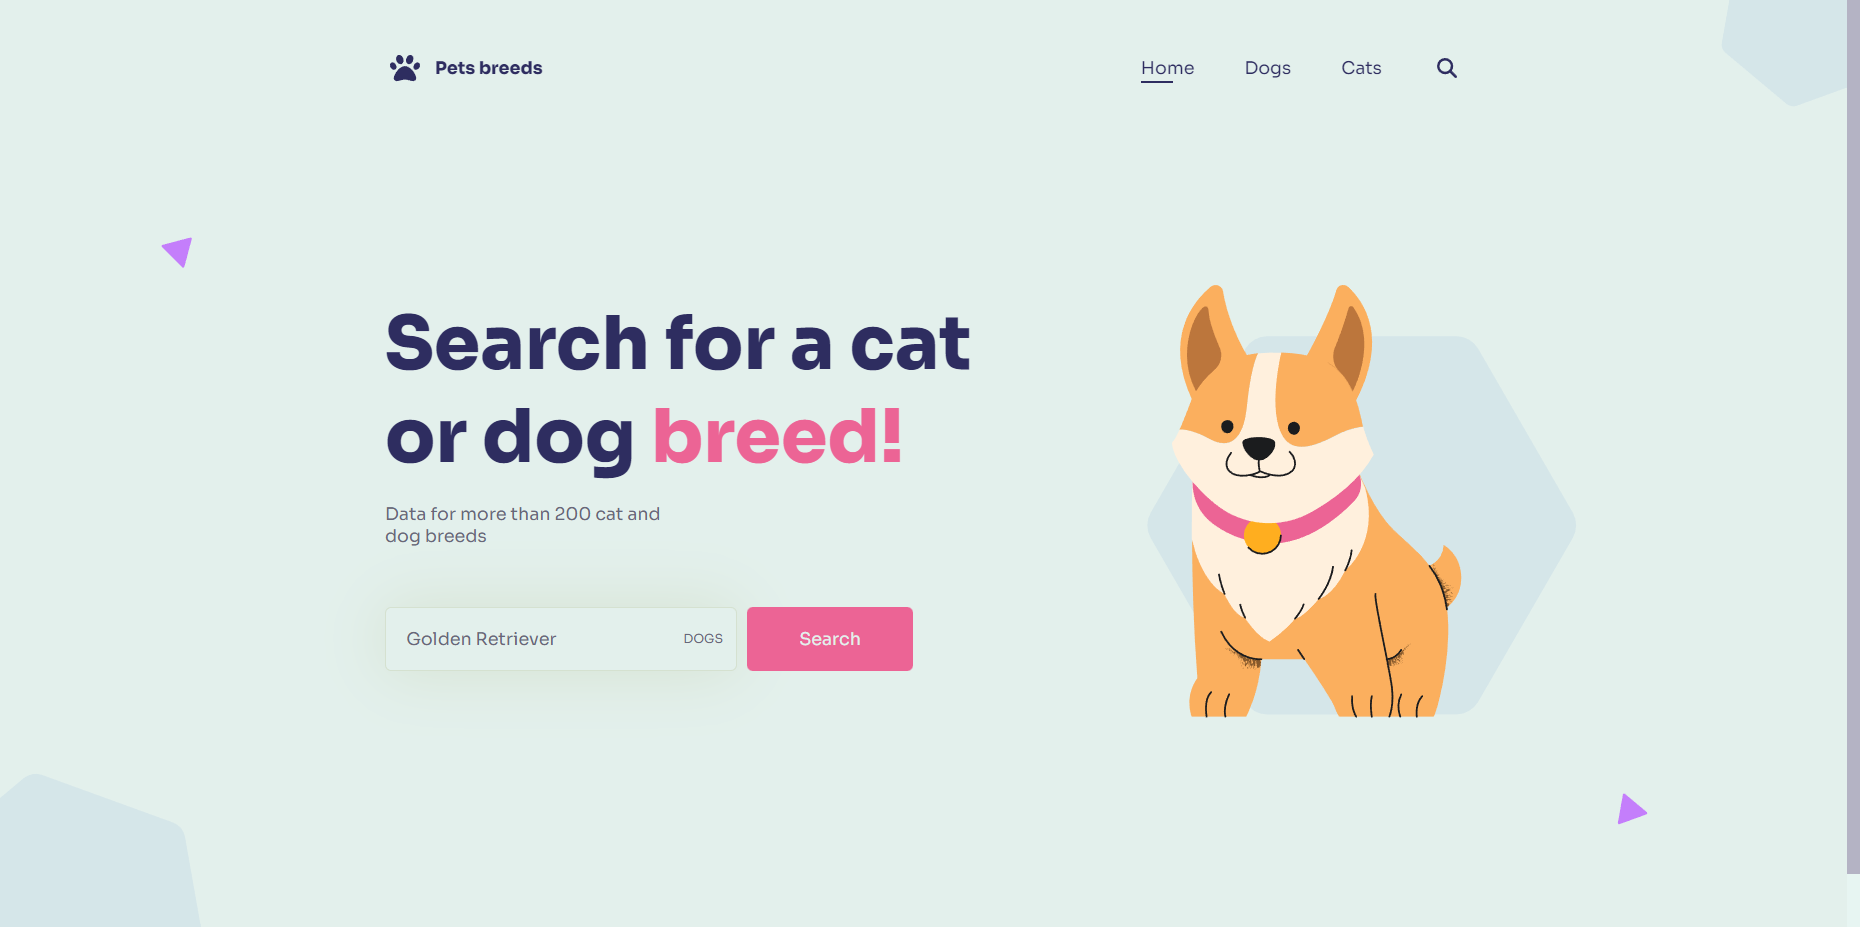 Pets breeds
Home Dogs Cats
Search for a cat
or dog breed!
Data for more than 200 cat and
dog breeds
Golden Retriever DOGS Search